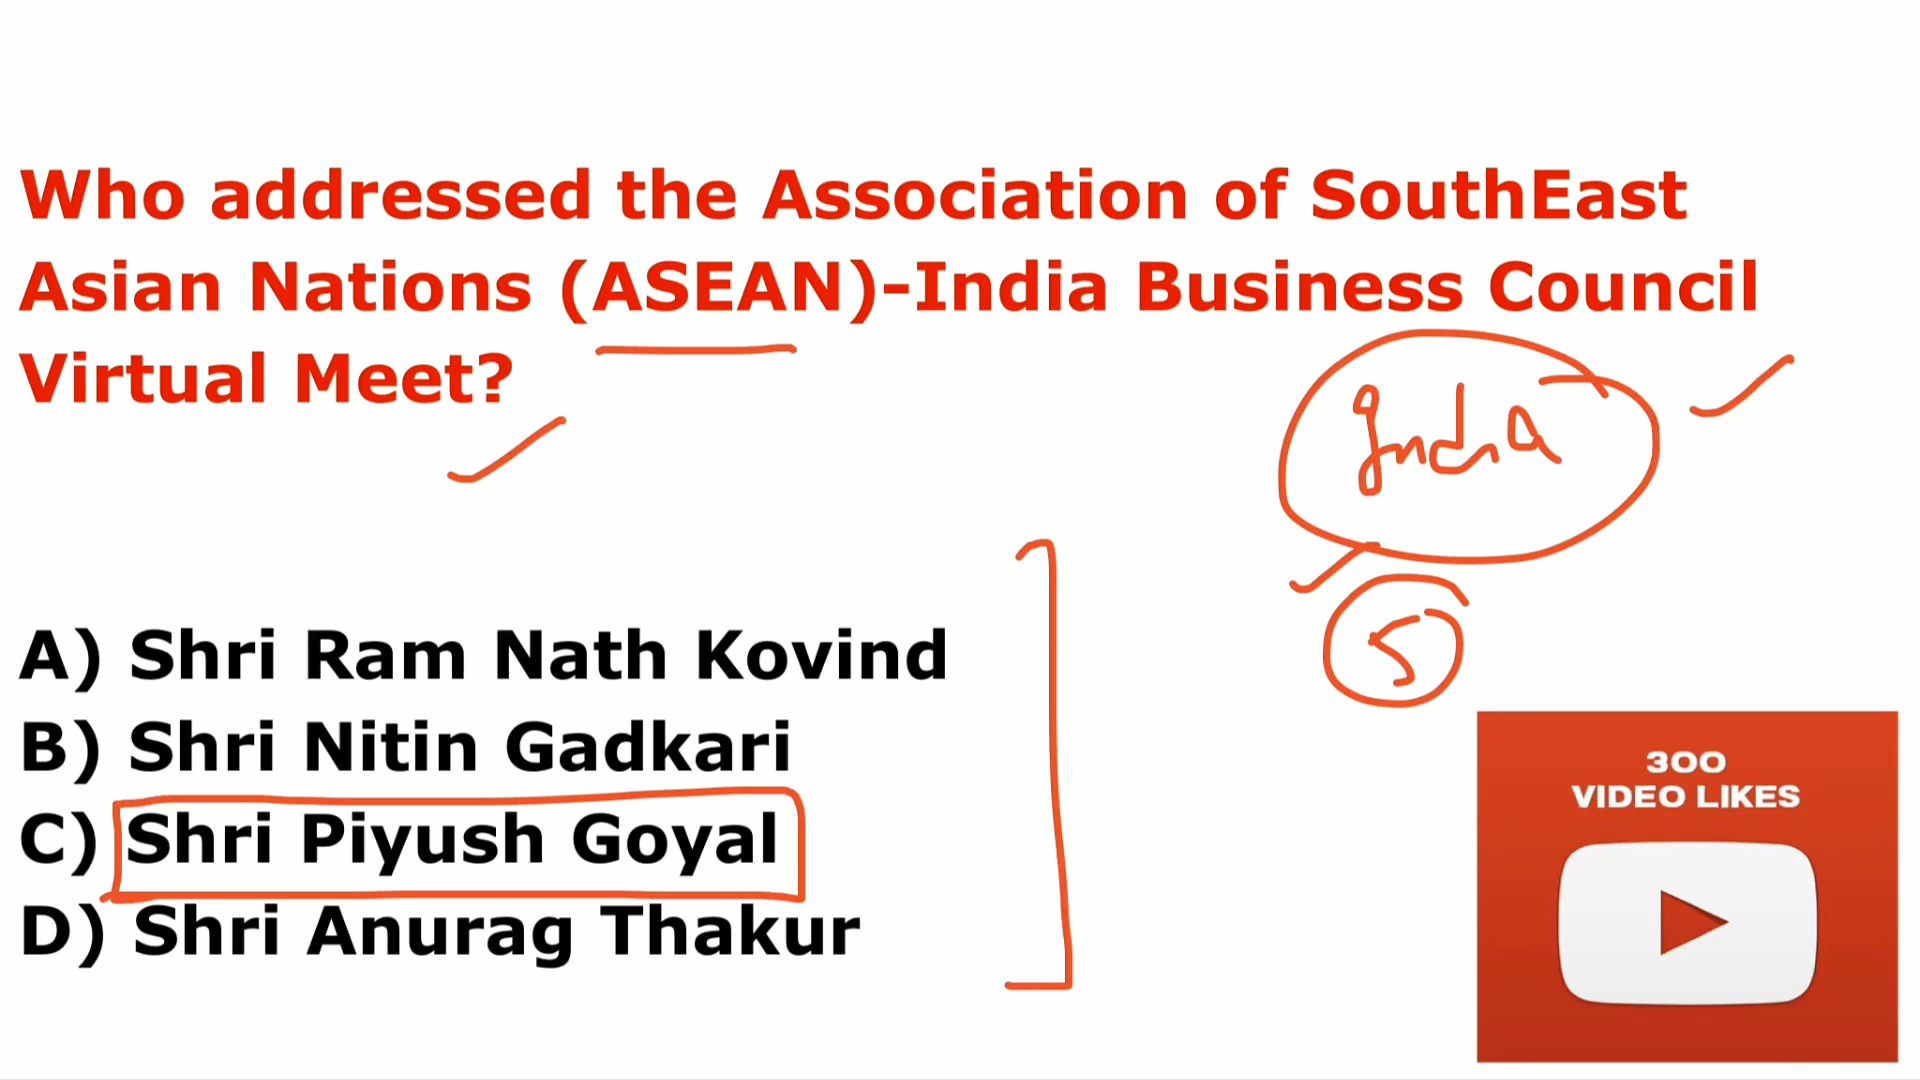 Who addressed the Association of SouthEast
Asian Nations (ASEAN)-India Business Council
Virtual Meet?
India
5
A) Shri Ram Nath Kovind
B) Shri Nitin Gadkari
C) Shri Piyush Goyal
D) Shri Anurag Thakur
300
VIDEO LIKES